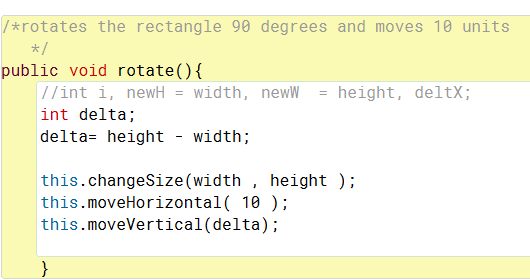 /*rotates the rectangle 90 degrees and moves 10 units
*/
public void rotate(){
//int i, newH = width, newW  = height, deltX;
int delta;
delta= height - width;
this.changeSize(width , height );
this.moveHorizontal( 10 );
this.moveVertical(delta);
}